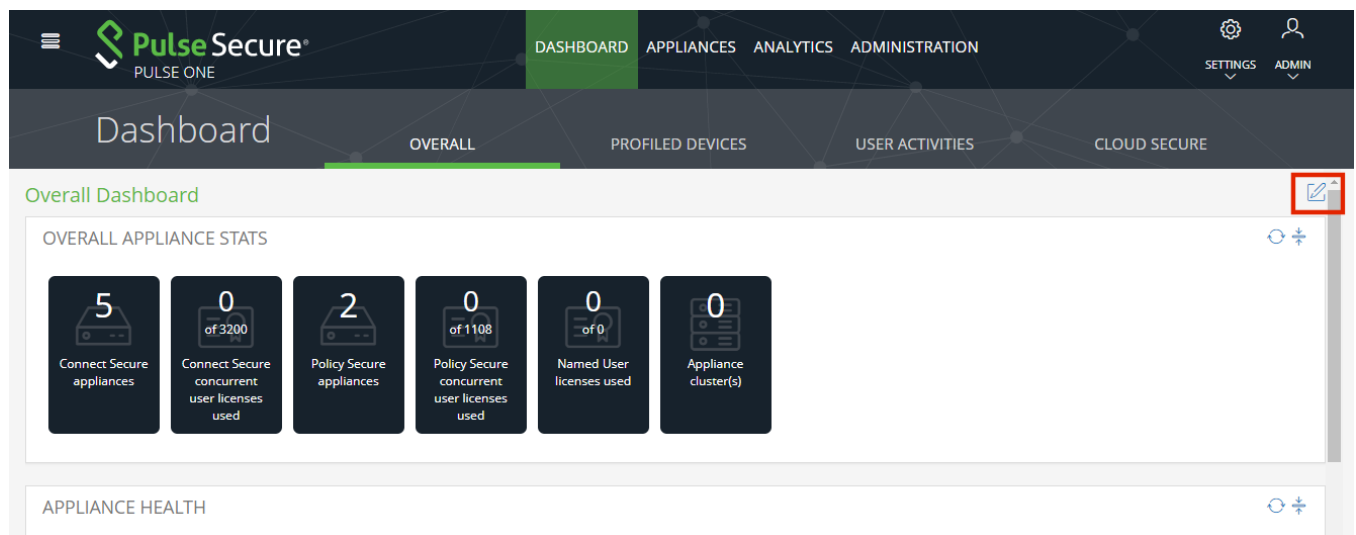 Pulse Secure®
PULSE ONE
DASHBOARD APPLIANCES ANALYTICS ADMINISTRATION
SETTINGS ADMIN
Dashboard
OVERALL PROFILED DEVICES USER ACTIVITIES CLOUD SECURE
Overall Dashboard
OVERALL APPLIANCE STATS
5
Connect Secure
appliances
0
of 3200
Connect Secure
concurrent
user licenses
used
2
Policy Secure
appliances
0
of 1108
Policy Secure
concurrent
user licenses
used
0
of 0
Named User
licenses used
0
Appliance
cluster(s)
APPLIANCE HEALTH